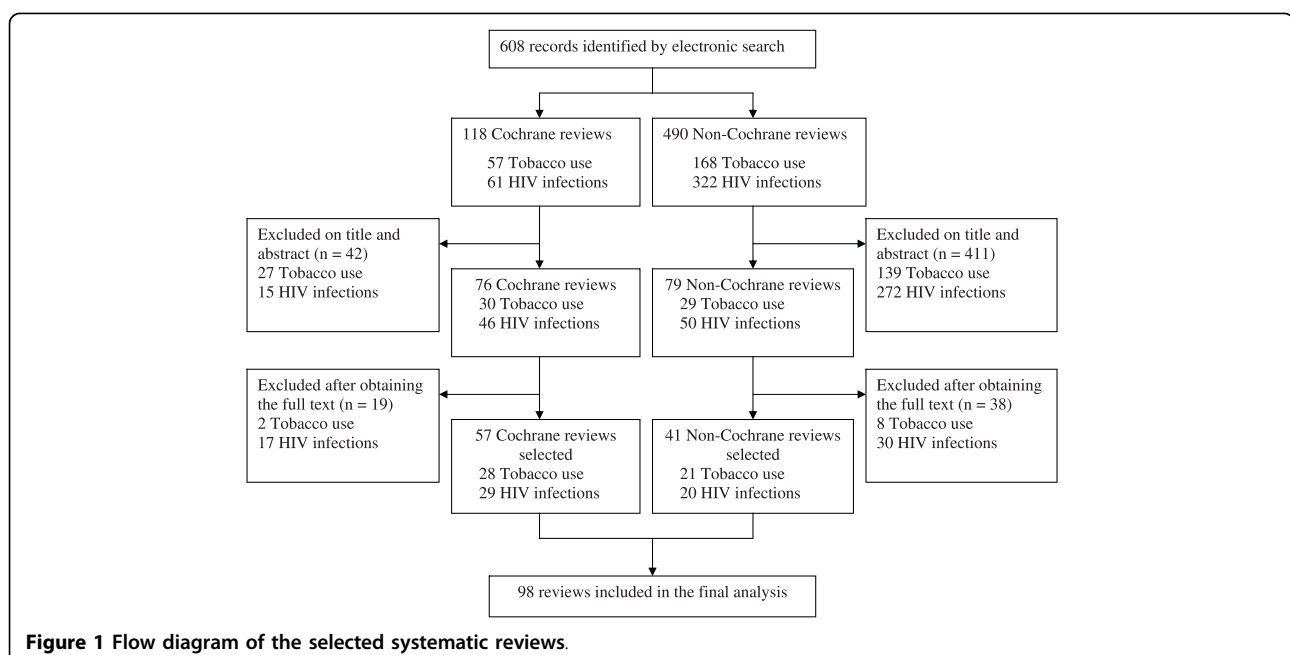 608 records identified by electronic search
118 Cochrane reviews
57 Tobacco use
61 HIV infections
490 Non-Cochrane reviews
168 Tobacco use
322 HIV infections
Excluded on title and
abstract (n = 42)
27 Tobacco use
15 HIV infections
Excluded on title and
abstract (n = 411)
139 Tobacco use
272 HIV infections
76 Cochrane reviews
30 Tobacco use
46 HIV infections
79 Non-Cochrane reviews
29 Tobacco use
50 HIV infections
Excluded after obtaining
the full text (n = 19)
2 Tobacco use
17 HIV infections
Excluded after obtaining
the full text (n = 38)
8 Tobacco use
30 HIV infections
57 Cochrane reviews
selected
28 Tobacco use
29 HIV infections
41 Non-Cochrane reviews
selected
21 Tobacco use
20 HIV infections
98 reviews included in the final analysis
Figure 1 Flow diagram of the selected systematic reviews.